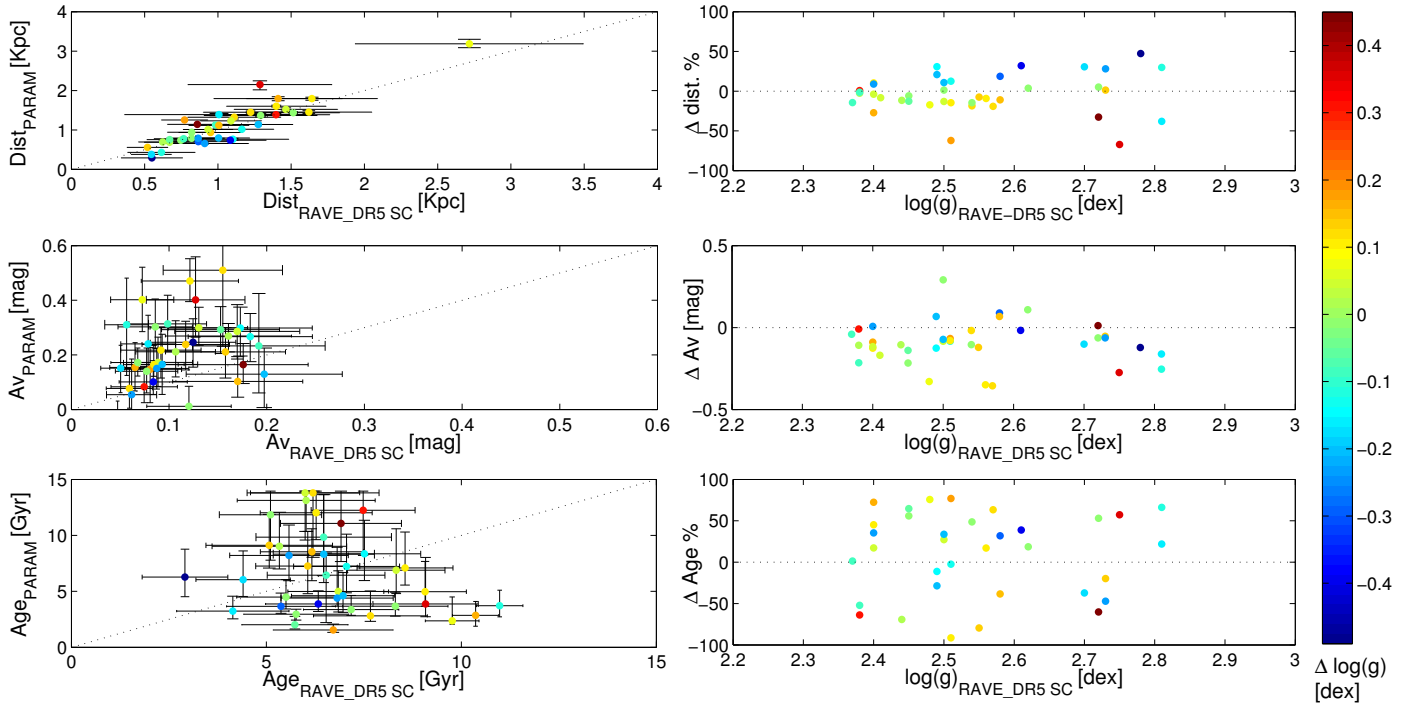 Dist_PARAM [Kpc]
4
3
2
1
0
0 0.5 1 1.5 2 2.5 3 3.5 4
Dist_RAVE_DR5 SC [Kpc]
Δ dist. %
100
50
0
−50
−100
2.2 2.3 2.4 2.5 2.6 2.7 2.8 2.9 3
log(g)_RAVE−DR5 SC [dex]
Av_PARAM [mag]
0.6
0.4
0.2
0
0 0.1 0.2 0.3 0.4 0.5 0.6
Av_RAVE_DR5 SC [mag]
Δ Av [mag]
0.5
0
−0.5
2.2 2.3 2.4 2.5 2.6 2.7 2.8 2.9 3
log(g)_RAVE_DR5 SC [dex]
Age_PARAM [Gyr]
15
10
5
0
0 5 10 15
Age_RAVE_DR5 SC [Gyr]
Δ Age %
100
50
0
−50
−100
2.2 2.3 2.4 2.5 2.6 2.7 2.8 2.9 3
log(g)_RAVE_DR5 SC [dex]
0.4
0.3
0.2
0.1
0
−0.1
−0.2
−0.3
−0.4
Δ log(g)
[dex]